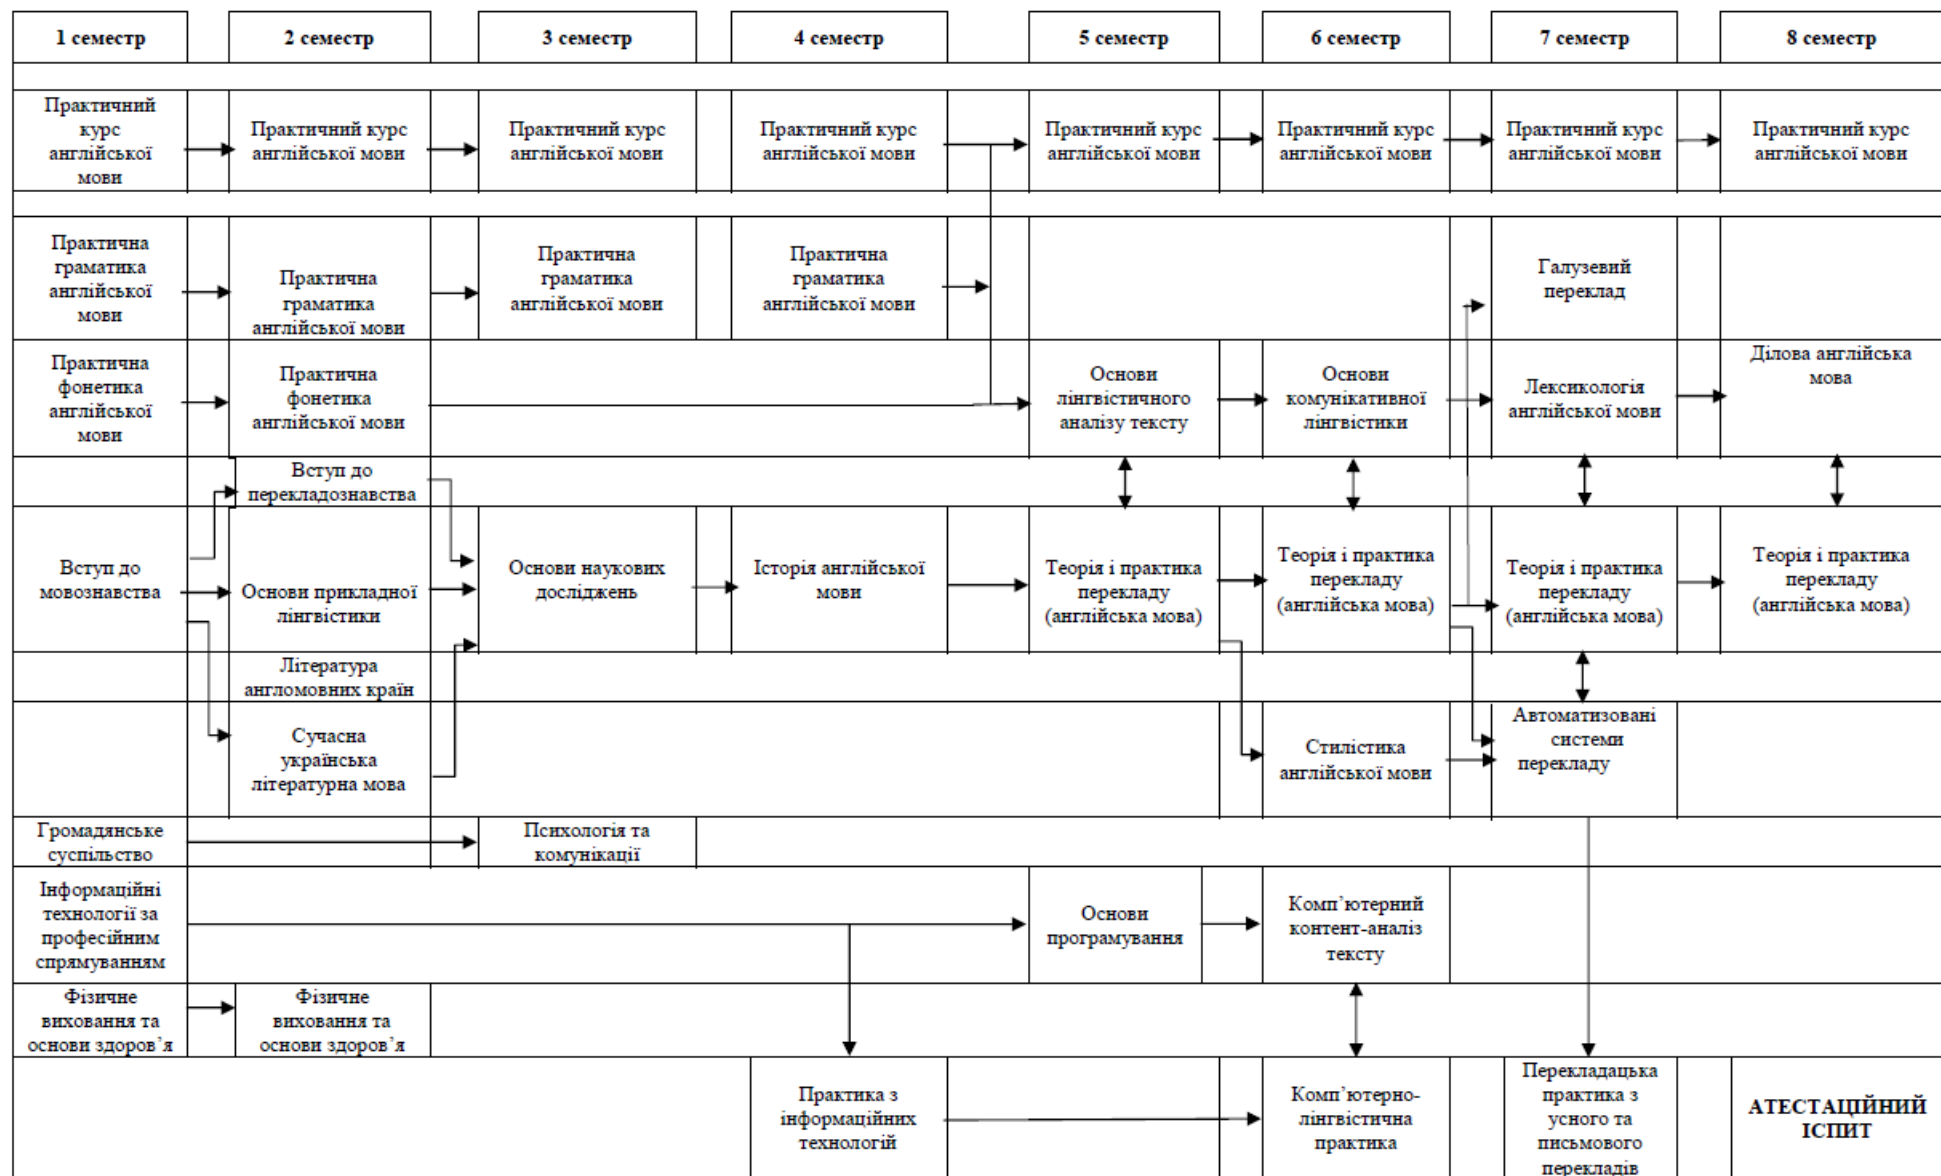 1 семестр
2 семестр
3 семестр
4 семестр
5 семестр
6 семестр
7 семестр
8 семестр
Практичний
курс
англійської
мови
Практичний курс
англійської мови
Практичний курс
англійської мови
Практичний курс
англійської мови
Практичний курс
англійської мови
Практичний курс
англійської мови
Практичний курс
англійської мови
Практичний курс
англійської мови
Практична
граматика
англійської
мови
Практична
граматика
англійської мови
Практична
граматика
англійської мови
Практична
граматика
англійської мови
Галузевий
переклад
Практична
фонетика
англійської
мови
Практична
фонетика
англійської мови
Основи
лінгвістичного
аналізу тексту
Основи
комунікативної
лінгвістики
Лексикологія
англійської мови
Ділова англійська
мова
Вступ до
перекладознавства
Вступ до
мовознавства
Основи прикладної
лінгвістики
Основи наукових
досліджень
Історія англійської
мови
Теорія і практика
перекладу
(англійська мова)
Теорія і практика
перекладу
(англійська мова)
Теорія і практика
перекладу
(англійська мова)
Теорія і практика
перекладу
(англійська мова)
Література
англомовних країн
Сучасна
українська
літературна мова
Стилістика
англійської мови
Автоматизовані
системи
перекладу
Громадянське
суспільство
Психологія та
комунікації
Інформаційні
технології за
професійним
спрямуванням
Основи
програмування
Комп’ютерний
контент-аналіз
тексту
Фізичне
виховання та
основи здоров’я
Фізичне
виховання та
основи здоров’я
Практика з
інформаційних
технологій
Комп’ютерно-
лінгвістична
практика
Перекладацька
практика з
усного та
письмового
перекладів
АТЕСТАЦІЙНИЙ
ІСПИТ